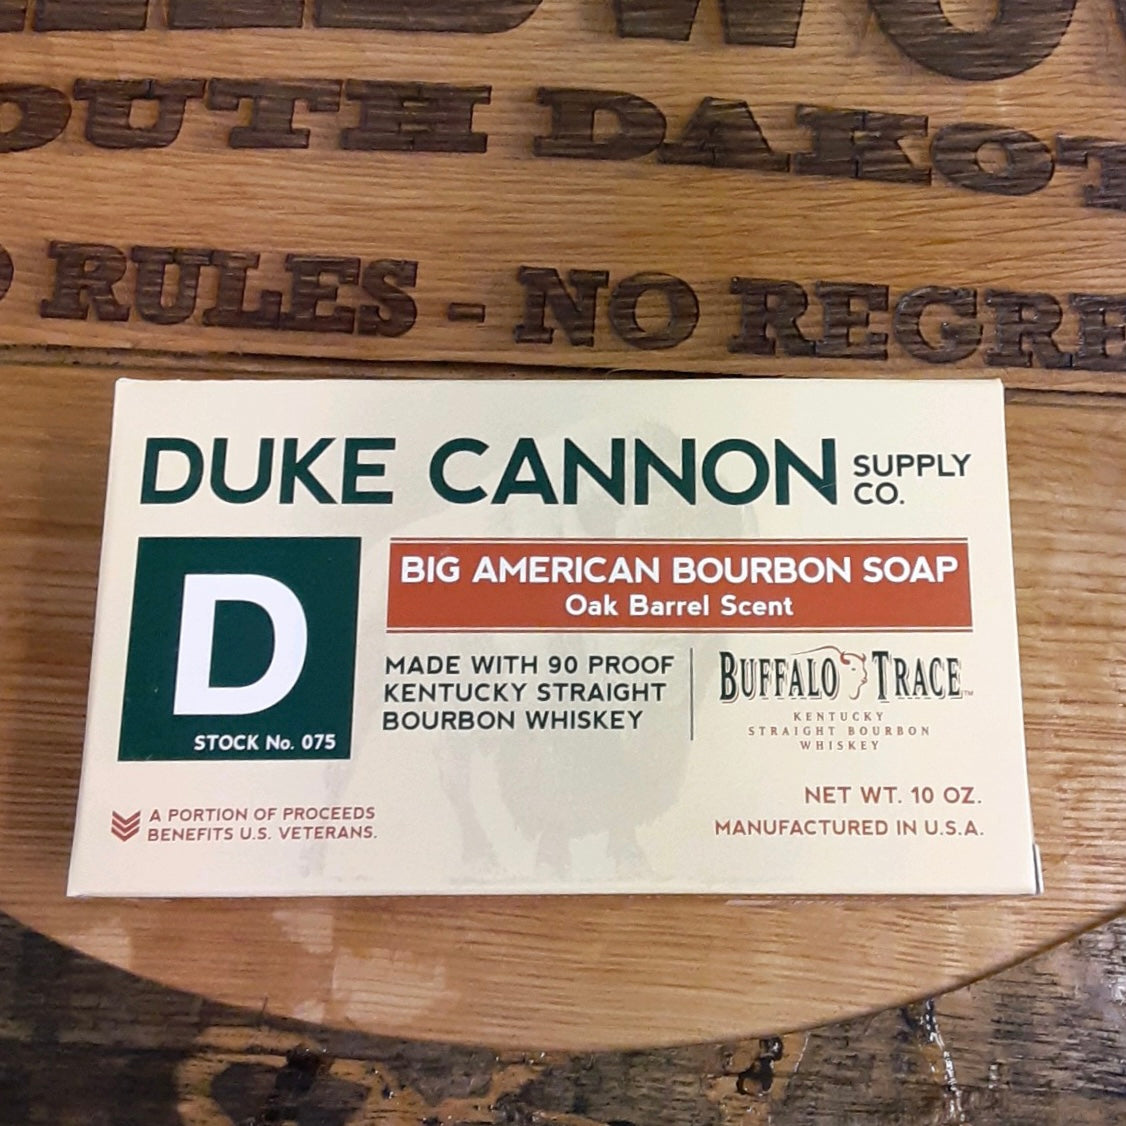 OUTH DAKOT
RULES - NO REGRE
DUKE CANNON SUPPLY CO.
BIG AMERICAN BOURBON SOAP
Oak Barrel Scent
D
STOCK No. 075
MADE WITH 90 PROOF
KENTUCKY STRAIGHT
BOURBON WHISKEY
BUFFALO TRACE™
KENTUCKY
STRAIGHT BOURBON
WHISKEY
A PORTION OF PROCEEDS
BENEFITS U.S. VETERANS.
NET WT. 10 OZ.
MANUFACTURED IN U.S.A.